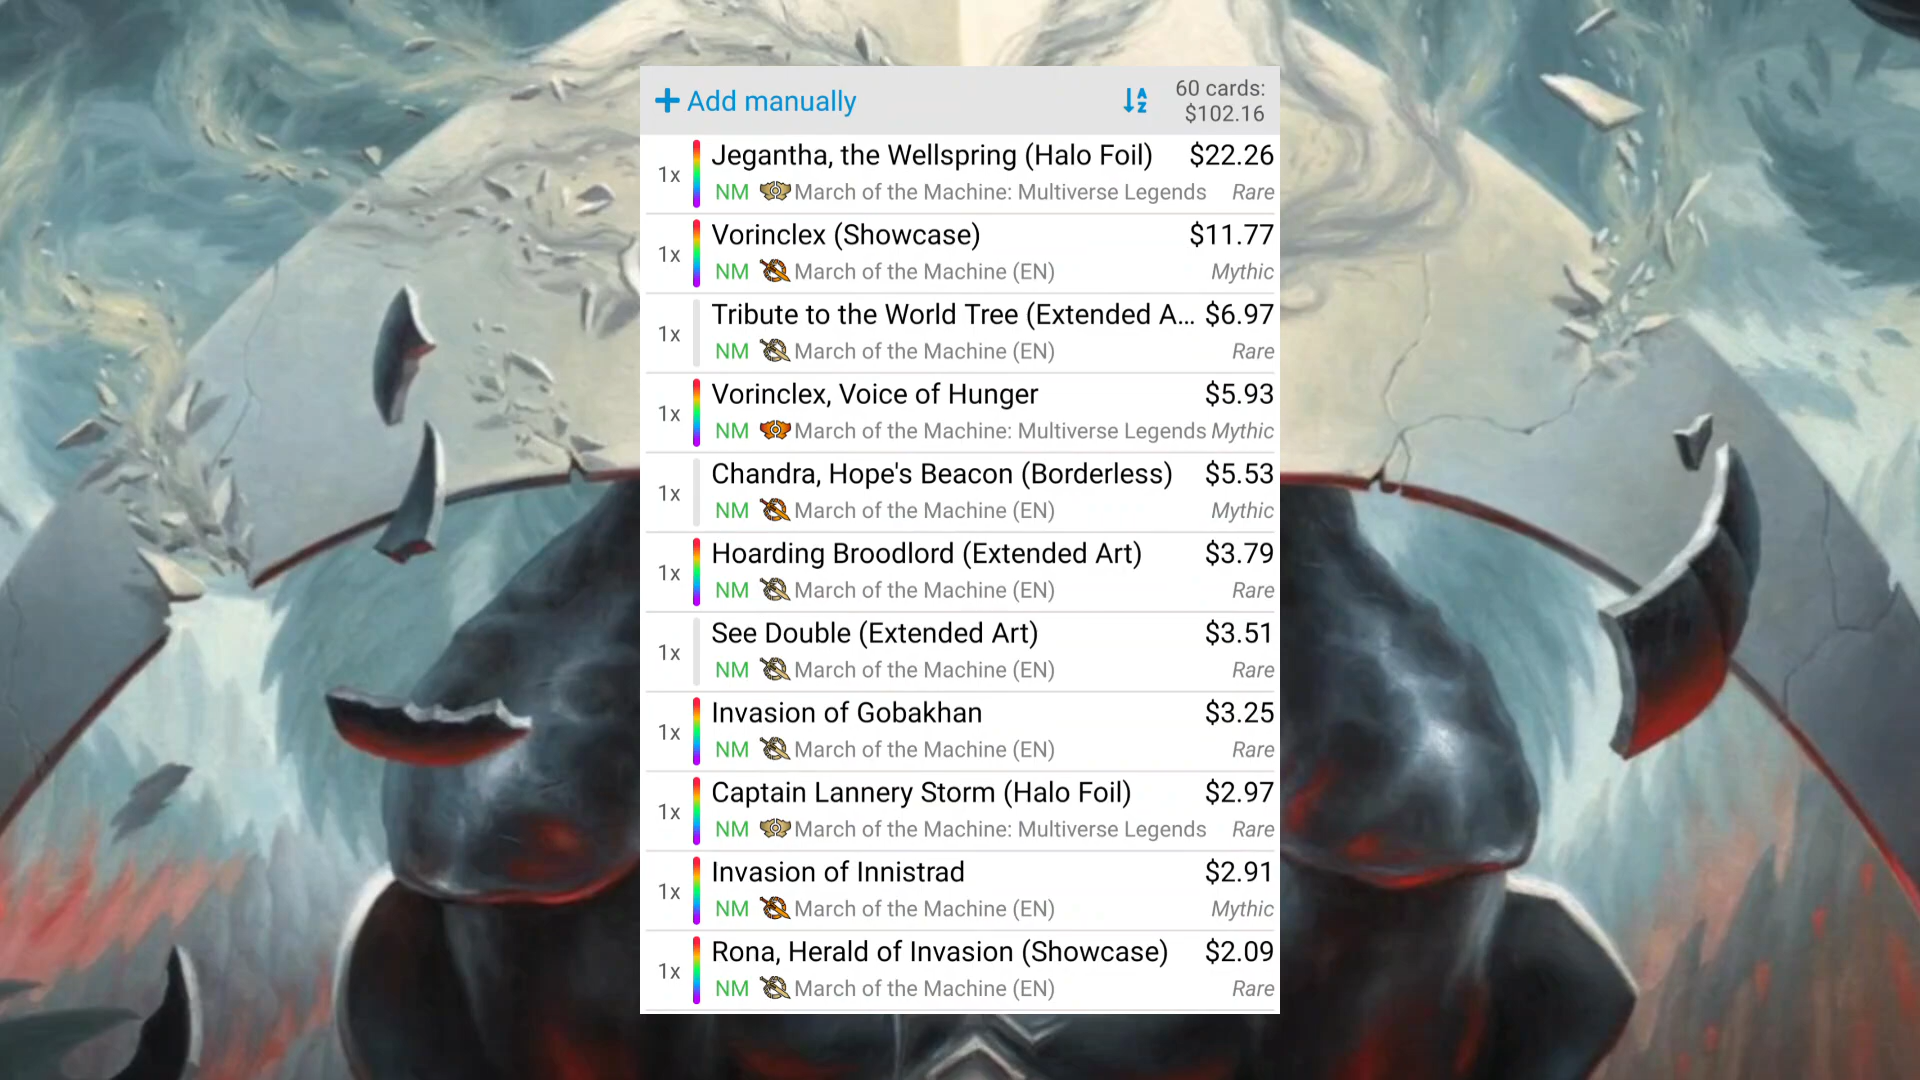 Add manually
60 cards:
$102.16
1x
Jegantha, the Wellspring (Halo Foil) $22.26
NM March of the Machine: Multiverse Legends Rare
1x
Vorinclex (Showcase) $11.77
NM March of the Machine (EN) Mythic
1x
Tribute to the World Tree (Extended A... $6.97
NM March of the Machine (EN) Rare
1x
Vorinclex, Voice of Hunger $5.93
NM March of the Machine: Multiverse Legends Mythic
1x
Chandra, Hope's Beacon (Borderless) $5.53
NM March of the Machine (EN) Mythic
1x
Hoarding Broodlord (Extended Art) $3.79
NM March of the Machine (EN) Rare
1x
See Double (Extended Art) $3.51
NM March of the Machine (EN) Rare
1x
Invasion of Gobakhan $3.25
NM March of the Machine (EN) Rare
1x
Captain Lannery Storm (Halo Foil) $2.97
NM March of the Machine: Multiverse Legends Rare
1x
Invasion of Innistrad $2.91
NM March of the Machine (EN) Mythic
1x
Rona, Herald of Invasion (Showcase) $2.09
NM March of the Machine (EN) Rare